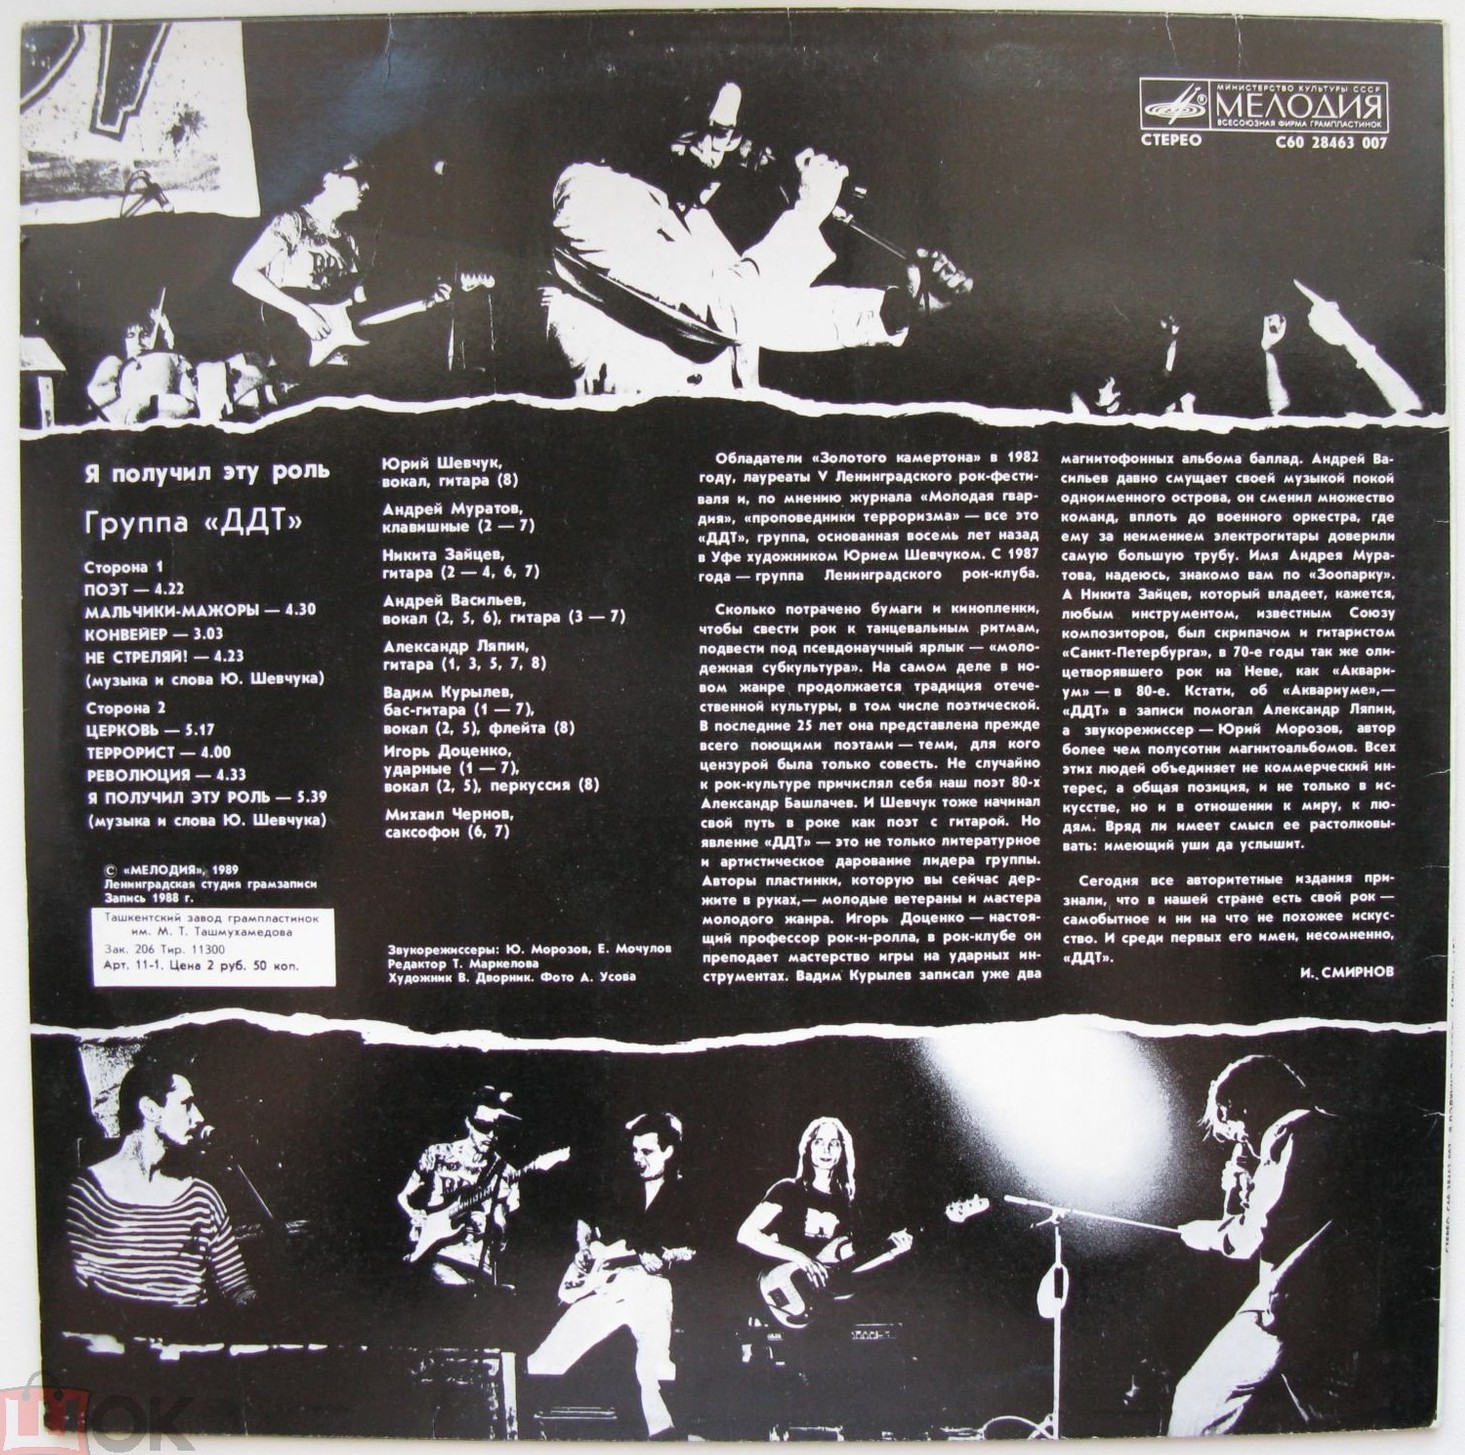 МИНИСТЕРСТВО КУЛЬТУРЫ СССР
МЕЛОДИЯ
ВСЕСОЮЗНАЯ ФИРМА ГРАМПЛАСТИНОК
СТЕРЕО С60 28463 007
Я получил эту роль
Группа «ДДТ»
Сторона 1
ПОЭТ — 4.22
МАЛЬЧИКИ-МАЖОРЫ — 4.30
КОНВЕЙЕР — 3.03
НЕ СТРЕЛЯЙ! — 4.23
(музыка и слова Ю. Шевчука)
Сторона 2
ЦЕРКОВЬ — 5.17
ТЕРРОРИСТ — 4.00
РЕВОЛЮЦИЯ — 4.33
Я ПОЛУЧИЛ ЭТУ РОЛЬ — 5.39
(музыка и слова Ю. Шевчука)
© «МЕЛОДИЯ», 1989
Ленинградская студия грамзаписи
Запись 1988 г.
Ташкентский завод грампластинок
им. М. Т. Ташмухамедова
Зак. 206 Тир. 11300
Арт. 11-1. Цена 2 руб. 50 коп.
Юрий Шевчук,
вокал, гитара (8)
Андрей Муратов,
клавишные (2 — 7)
Никита Зайцев,
гитара (2 — 4, 6, 7)
Андрей Васильев,
вокал (2, 5, 6), гитара (3 — 7)
Александр Ляпин,
гитара (1, 3, 5, 7, 8)
Вадим Курылев,
бас-гитара (1 — 7),
вокал (2, 5), флейта (8)
Игорь Доценко,
ударные (1 — 7),
вокал (2, 5), перкуссия (8)
Михаил Чернов,
саксофон (6, 7)
Звукорежиссеры: Ю. Морозов, Е. Мочулов
Редактор Т. Маркелова
Художник В. Дворник. Фото А. Усова
Обладатели «Золотого камертона» в 1982
году, лауреаты V Ленинградского рок-фести-
валя и, по мнению журнала «Молодая гвар-
дия», «проповедники терроризма» — все это
«ДДТ», группа, основанная восемь лет назад
в Уфе художником Юрием Шевчуком. С 1987
года — группа Ленинградского рок-клуба.
Сколько потрачено бумаги и кинопленки,
чтобы свести рок к танцевальным ритмам,
подвести под псевдонаучный ярлык — «моло-
дежная субкультура». На самом деле в но-
вом жанре продолжается традиция отече-
ственной культуры, в том числе поэтической.
В последние 25 лет она представлена прежде
всего поющими поэтами — теми, для кого
цензурой была только совесть. Не случайно
к рок-культуре причислял себя наш поэт 80-х
Александр Башлачев. И Шевчук тоже начинал
свой путь в роке как поэт с гитарой. Но
явление «ДДТ» — это не только литературное
и артистическое дарование лидера группы.
Авторы пластинки, которую вы сейчас дер-
жите в руках,— молодые ветераны и мастера
молодого жанра. Игорь Доценко — настоя-
щий профессор рок-н-ролла, в рок-клубе он
преподает мастерство игры на ударных ин-
струментах. Вадим Курылев записал уже два
магнитофонных альбома баллад. Андрей Ва-
сильев давно смущает своей музыкой покой
одноименного острова, он сменил множество
команд, вплоть до военного оркестра, где
ему за неимением электрогитары доверили
самую большую трубу. Имя Андрея Мура-
това, надеюсь, знакомо вам по «Зоопарку».
А Никита Зайцев, который владеет, кажется,
любым инструментом, известным Союзу
композиторов, был скрипачом и гитаристом
«Санкт-Петербурга», в 70-е годы так же оли-
цетворявшего рок на Неве, как «Аквари-
ум» — в 80-е. Кстати, об «Аквариуме»,—
«ДДТ» в записи помогал Александр Ляпин,
а звукорежиссер — Юрий Морозов, автор
более чем полусотни магнитоальбомов. Всех
этих людей объединяет не коммерческий ин-
терес, а общая позиция, и не только в ис-
кусстве, но и в отношении к миру, к лю-
дям. Вряд ли имеет смысл ее растолковы-
вать: имеющий уши да услышит.
Сегодня все авторитетные издания при-
знали, что в нашей стране есть свой рок —
самобытное и ни на что не похожее искус-
ство. И среди первых его имен, несомненно,
«ДДТ».
И. СМИРНОВ
ШОК